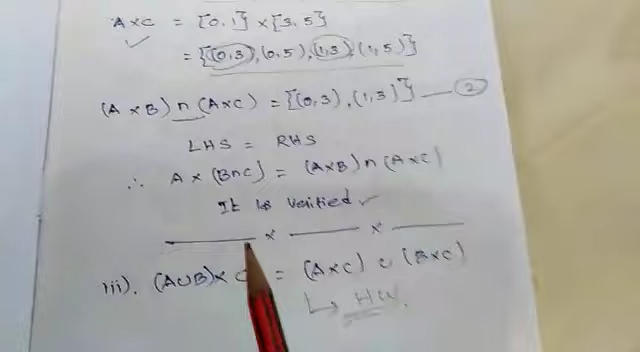 A×C = {0,1} × {3,5}
= {(0,3), (0,5), (1,3), (1,5)}
(A×B) ∩ (A×C) = {(0,3), (1,3)} — 2
LHS = RHS
∴ A×(B∩C) = (A×B) ∩ (A×C)
It is verified ✓
——— × ——— × ———
iii). (A∪B)× C = (A×C) ∪ (B×C)
↳ HW.